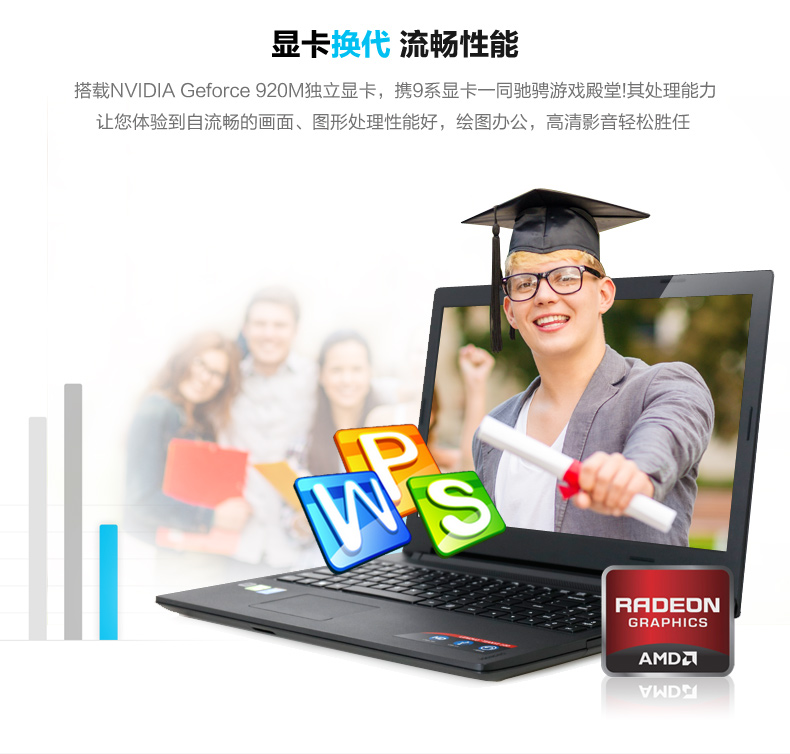 显卡换代 流畅性能
搭载NVIDIA Geforce 920M独立显卡，携9系显卡一同驰骋游戏殿堂!其处理能力
让您体验到自流畅的画面、图形处理性能好，绘图办公，高清影音轻松胜任
P
W
S
RADEON
GRAPHICS
AMD